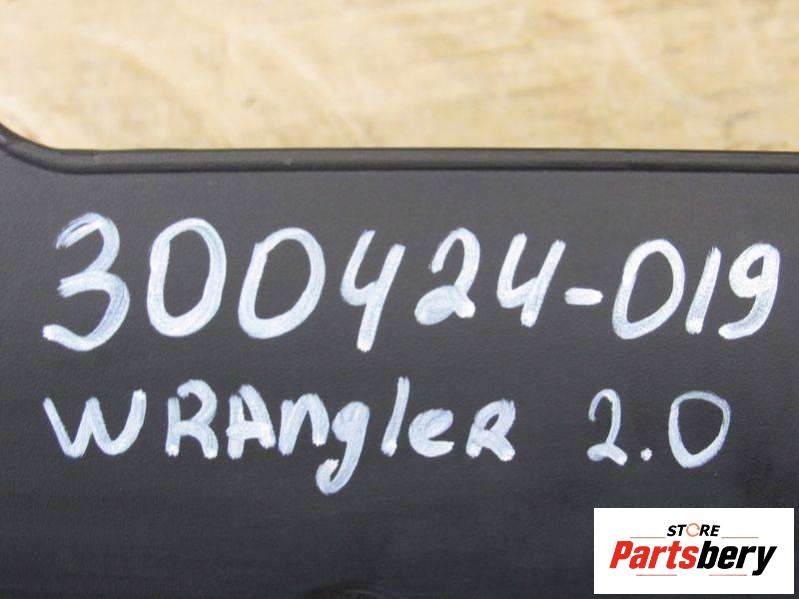 300424-019
WRAngleR 2.0
STORE
Partsbery